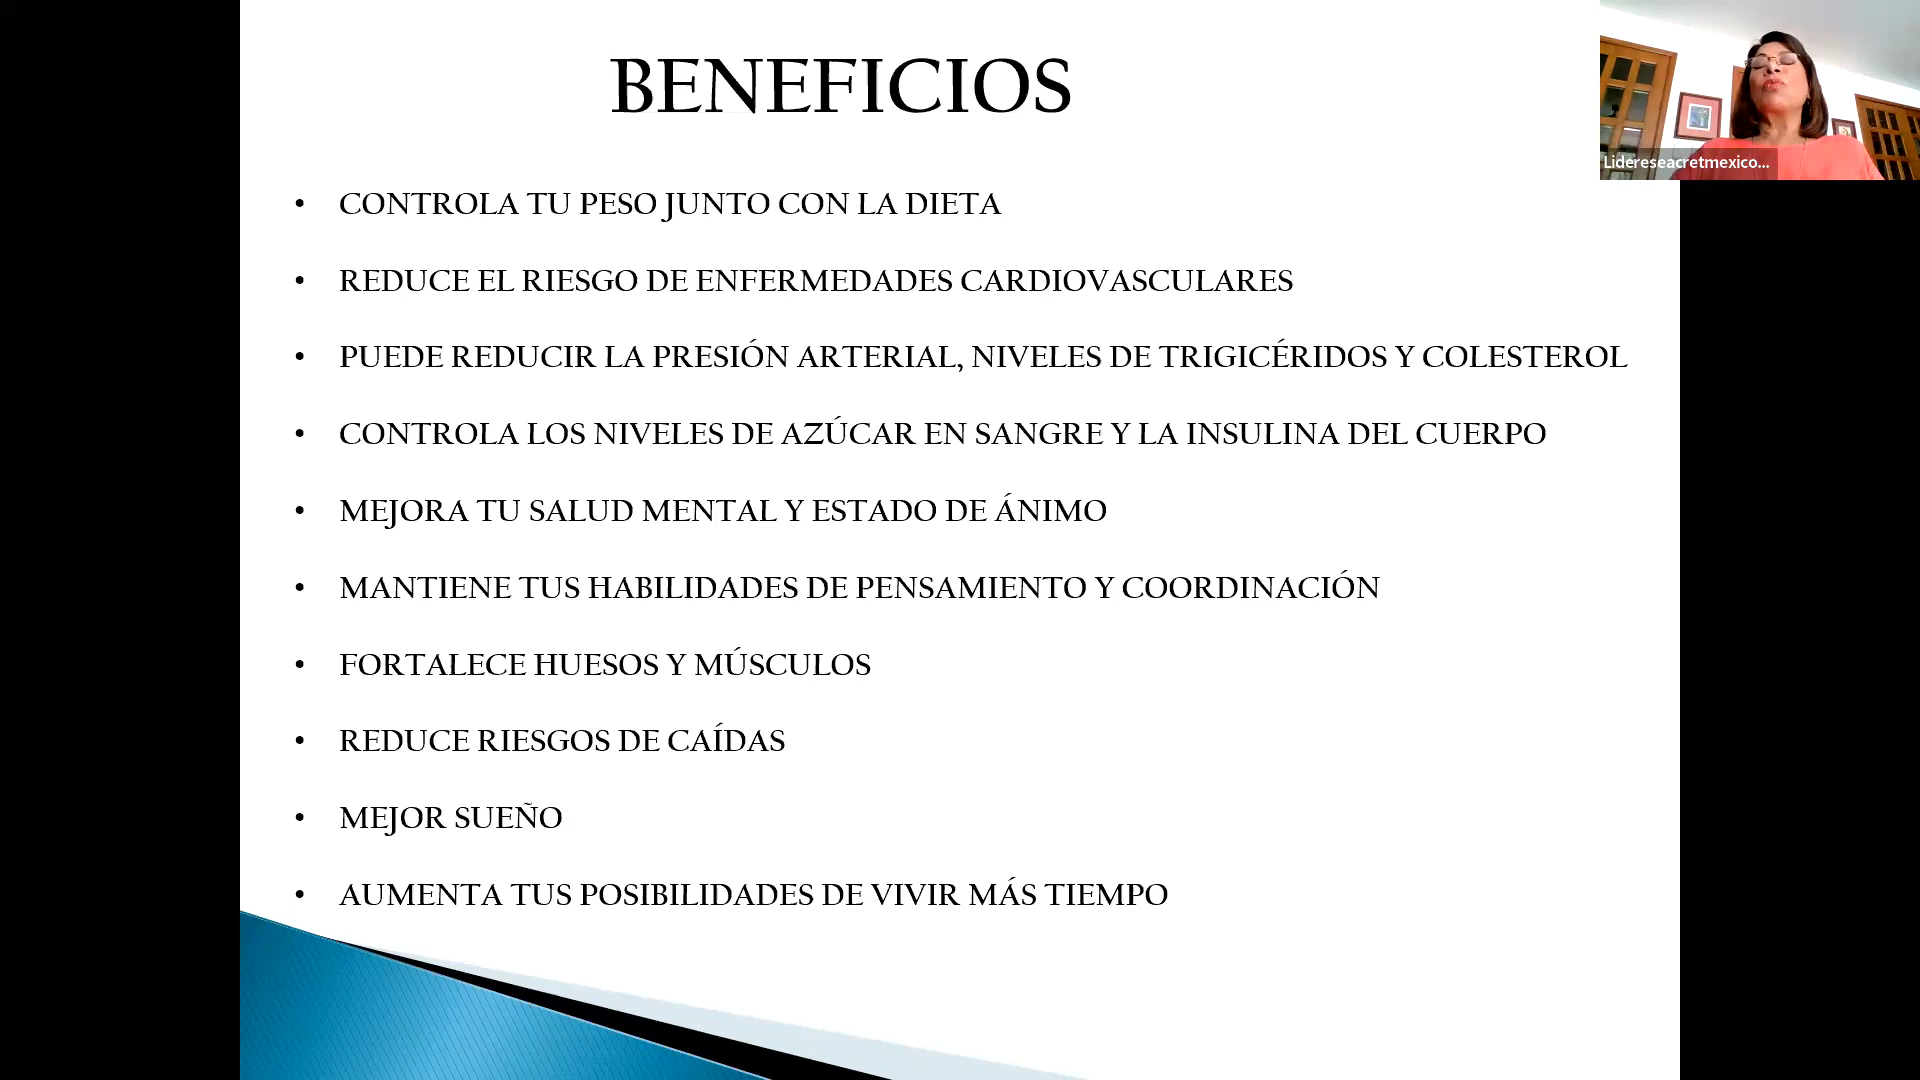 BENEFICIOS
• CONTROLA TU PESO JUNTO CON LA DIETA
• REDUCE EL RIESGO DE ENFERMEDADES CARDIOVASCULARES
• PUEDE REDUCIR LA PRESIÓN ARTERIAL, NIVELES DE TRIGICÉRIDOS Y COLESTEROL
• CONTROLA LOS NIVELES DE AZÚCAR EN SANGRE Y LA INSULINA DEL CUERPO
• MEJORA TU SALUD MENTAL Y ESTADO DE ÁNIMO
• MANTIENE TUS HABILIDADES DE PENSAMIENTO Y COORDINACIÓN
• FORTALECE HUESOS Y MÚSCULOS
• REDUCE RIESGOS DE CAÍDAS
• MEJOR SUEÑO
• AUMENTA TUS POSIBILIDADES DE VIVIR MÁS TIEMPO
Lidereseacretmexico...